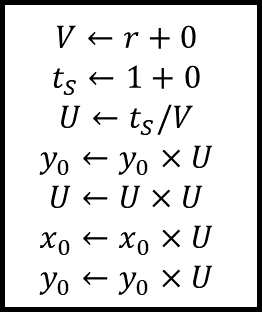 V ← r + 0
t_S ← 1 + 0
U ← t_S/V
y_0 ← y_0 × U
U ← U × U
x_0 ← x_0 × U
y_0 ← y_0 × U